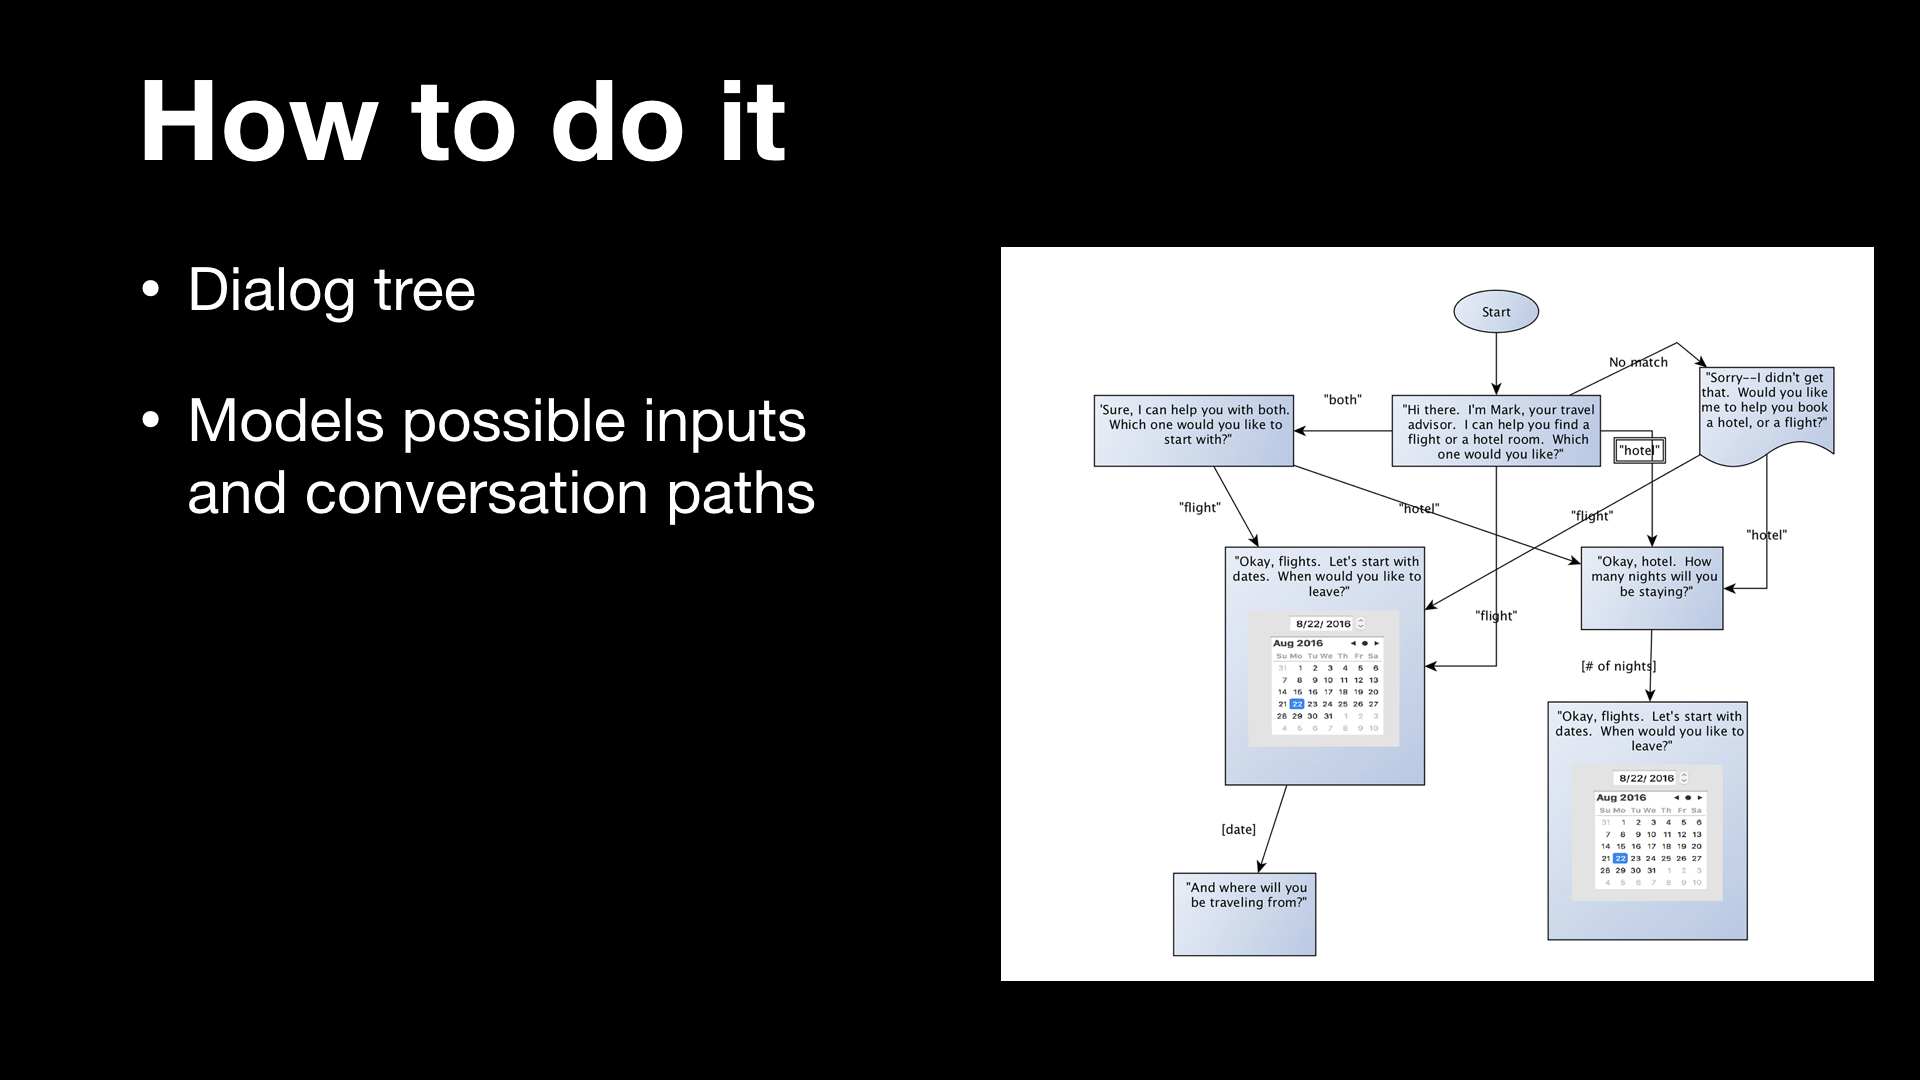 How to do it
• Dialog tree
• Models possible inputs
and conversation paths
Start
No match
"Sorry--I didn't get
that. Would you like
me to help you book
a hotel, or a flight?"
'Sure, I can help you with both.
Which one would you like to
start with?"
"both"
"Hi there. I'm Mark, your travel
advisor. I can help you find a
flight or a hotel room. Which
one would you like?"
"hotel"
"flight"
"hotel"
"flight"
"hotel"
"Okay, flights. Let's start with
dates. When would you like to
leave?"
8/22/ 2016
Aug 2016
Su Mo Tu We Th Fr Sa
31 1 2 3 4 5 6
7 8 9 10 11 12 13
14 15 16 17 18 19 20
21 22 23 24 25 26 27
28 29 30 31 1 2 3
4 5 6 7 8 9 10
"flight"
"Okay, hotel. How
many nights will you
be staying?"
[# of nights]
"Okay, flights. Let's start with
dates. When would you like to
leave?"
8/22/ 2016
Aug 2016
Su Mo Tu We Th Fr Sa
31 1 2 3 4 5 6
7 8 9 10 11 12 13
14 15 16 17 18 19 20
21 22 23 24 25 26 27
28 29 30 31 1 2 3
4 5 6 7 8 9 10
[date]
"And where will you
be traveling from?"